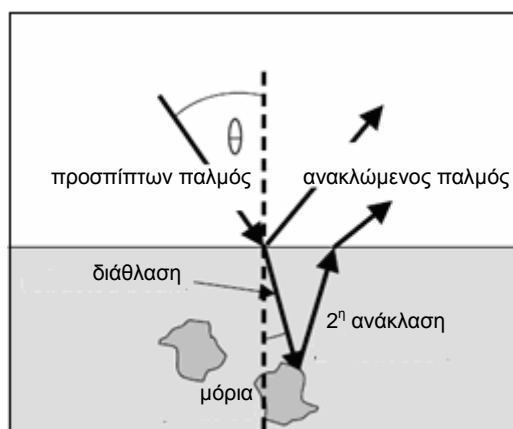 θ
προσπίπτων παλμός
ανακλώμενος παλμός
διάθλαση
2η ανάκλαση
μόρια